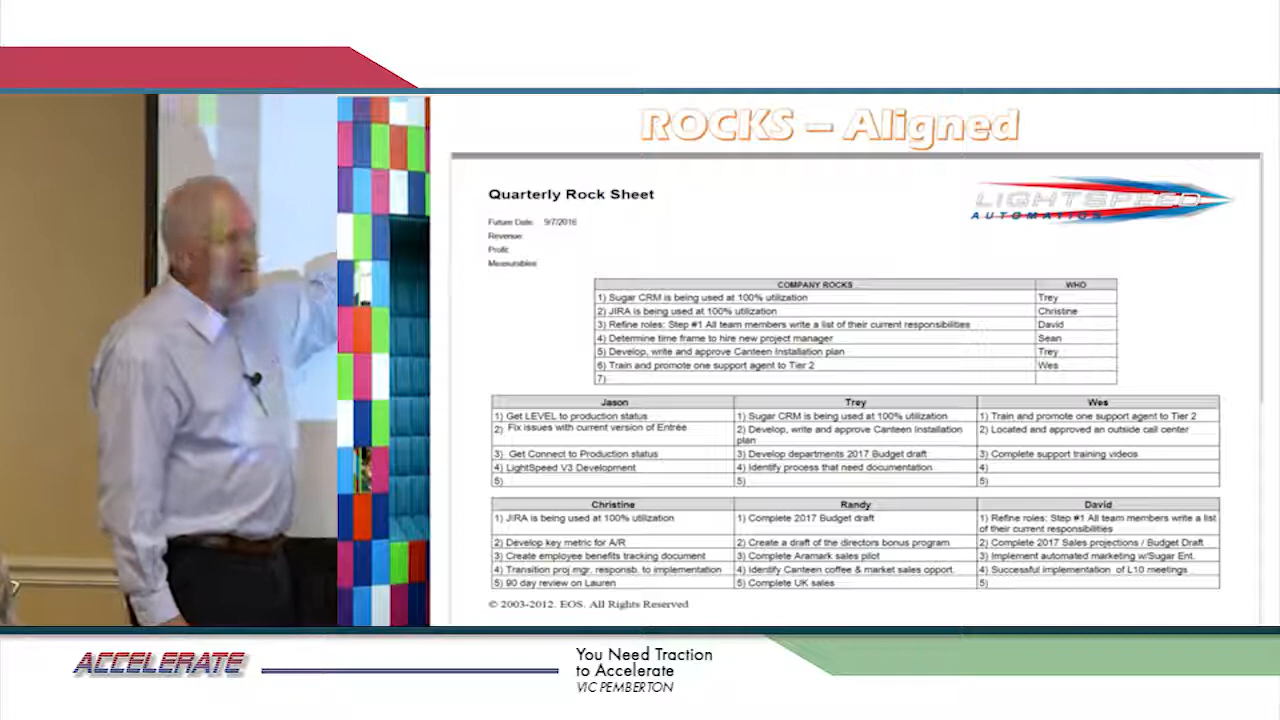 ROCKS – Aligned
Quarterly Rock Sheet
LIGHTSPEED
AUTOMATION
Future Date: 9/7/2016
Revenue:
Profit:
Measurables:
COMPANY ROCKS WHO
1) Sugar CRM is being used at 100% utilization Trey
2) JIRA is being used at 100% utilization Christine
3) Refine roles: Step #1 All team members write a list of their current responsibilities David
4) Determine time frame to hire new project manager Sean
5) Develop, write and approve Canteen Installation plan Trey
6) Train and promote one support agent to Tier 2 Wes
7)
Jason Trey Wes
1) Get LEVEL to production status 1) Sugar CRM is being used at 100% utilization 1) Train and promote one support agent to Tier 2
2) Fix issues with current version of Entrée 2) Develop, write and approve Canteen Installation 2) Located and approved an outside call center
plan
3) Get Connect to Production status 3) Develop departments 2017 Budget draft 3) Complete support training videos
4) LightSpeed V3 Development 4) Identify process that need documentation 4)
5) 5) 5)
Christine Randy David
1) JIRA is being used at 100% utilization 1) Complete 2017 Budget draft 1) Refine roles: Step #1 All team members write a list
of their current responsibilities
2) Develop key metric for A/R 2) Create a draft of the directors bonus program 2) Complete 2017 Sales projections / Budget Draft
3) Create employee benefits tracking document 3) Complete Aramark sales pilot 3) Implement automated marketing w/Sugar Ent.
4) Transition proj mgr. responsb. to implementation 4) Identify Canteen coffee & market sales opport. 4) Successful implementation of L10 meetings
5) 90 day review on Lauren 5) Complete UK sales 5)
© 2003-2012. EOS. All Rights Reserved
ACCELERATE
You Need Traction
to Accelerate
VIC PEMBERTON